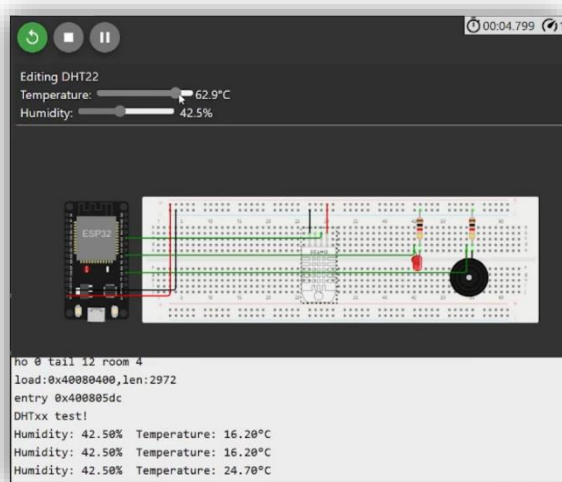 00:04.799
Editing DHT22
Temperature: 62.9°C
Humidity: 42.5%
ESP32
ho 0 tail 12 room 4
load:0x40080400,len:2972
entry 0x400805dc
DHTxx test!
Humidity: 42.50% Temperature: 16.20°C
Humidity: 42.50% Temperature: 16.20°C
Humidity: 42.50% Temperature: 24.70°C